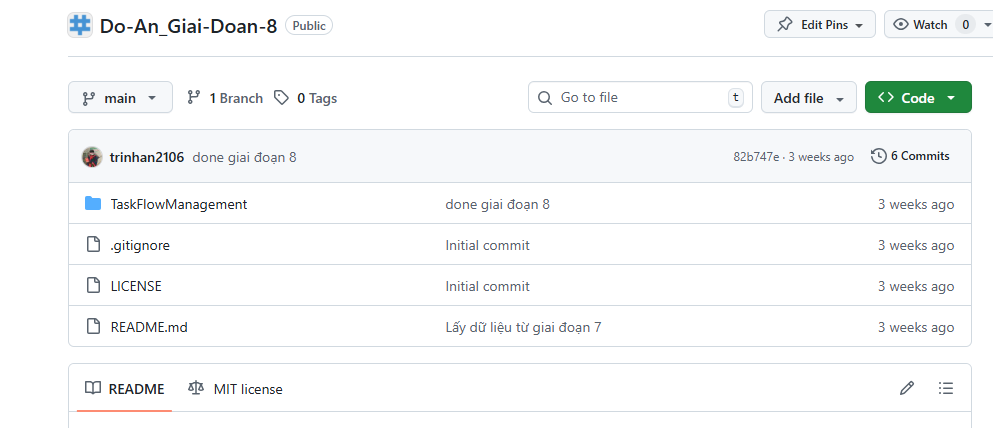 Do-An_Giai-Doan-8 Public Edit Pins Watch 0
main 1 Branch 0 Tags Go to file t Add file Code
trinhan2106 done giai đoạn 8 82b747e · 3 weeks ago 6 Commits
TaskFlowManagement done giai đoạn 8 3 weeks ago
.gitignore Initial commit 3 weeks ago
LICENSE Initial commit 3 weeks ago
README.md Lấy dữ liệu từ giai đoạn 7 3 weeks ago
README MIT license